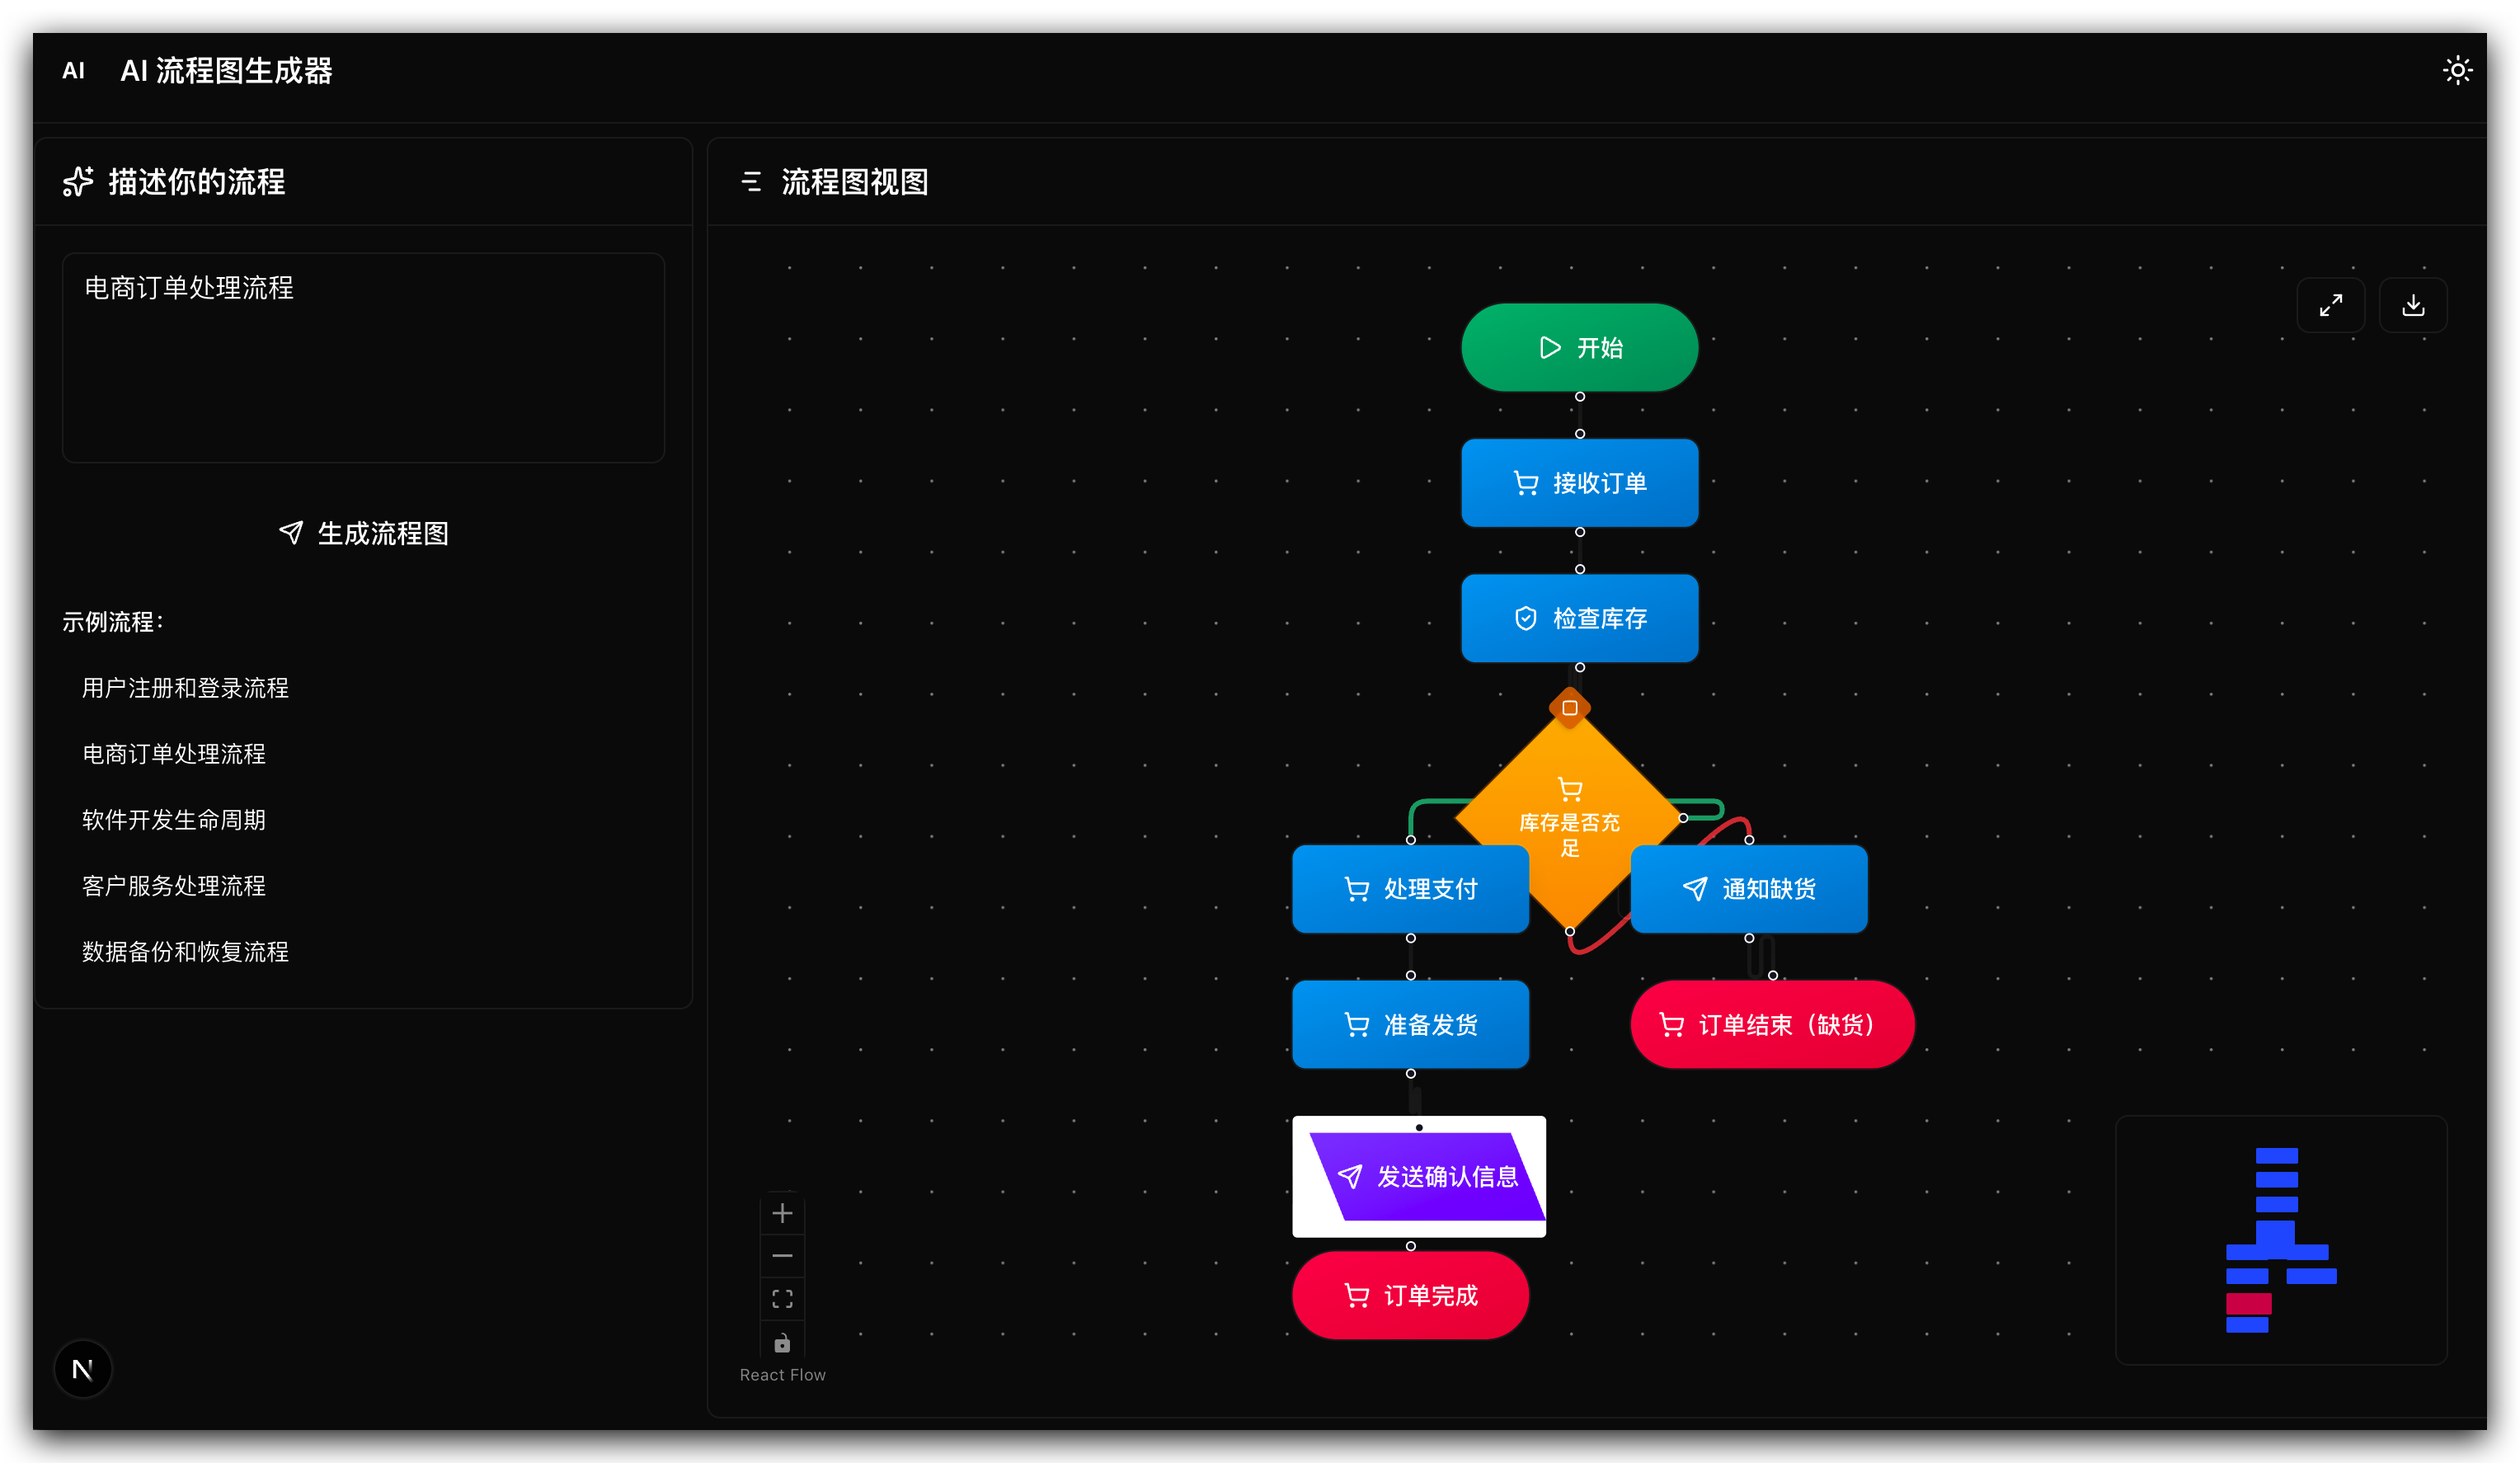 AI
AI 流程图生成器
描述你的流程
电商订单处理流程
生成流程图
示例流程：
用户注册和登录流程
电商订单处理流程
软件开发生命周期
客户服务处理流程
数据备份和恢复流程
N
流程图视图
开始
接收订单
检查库存
库存是否充
足
处理支付
通知缺货
准备发货
订单结束（缺货）
发送确认信息
订单完成
React Flow